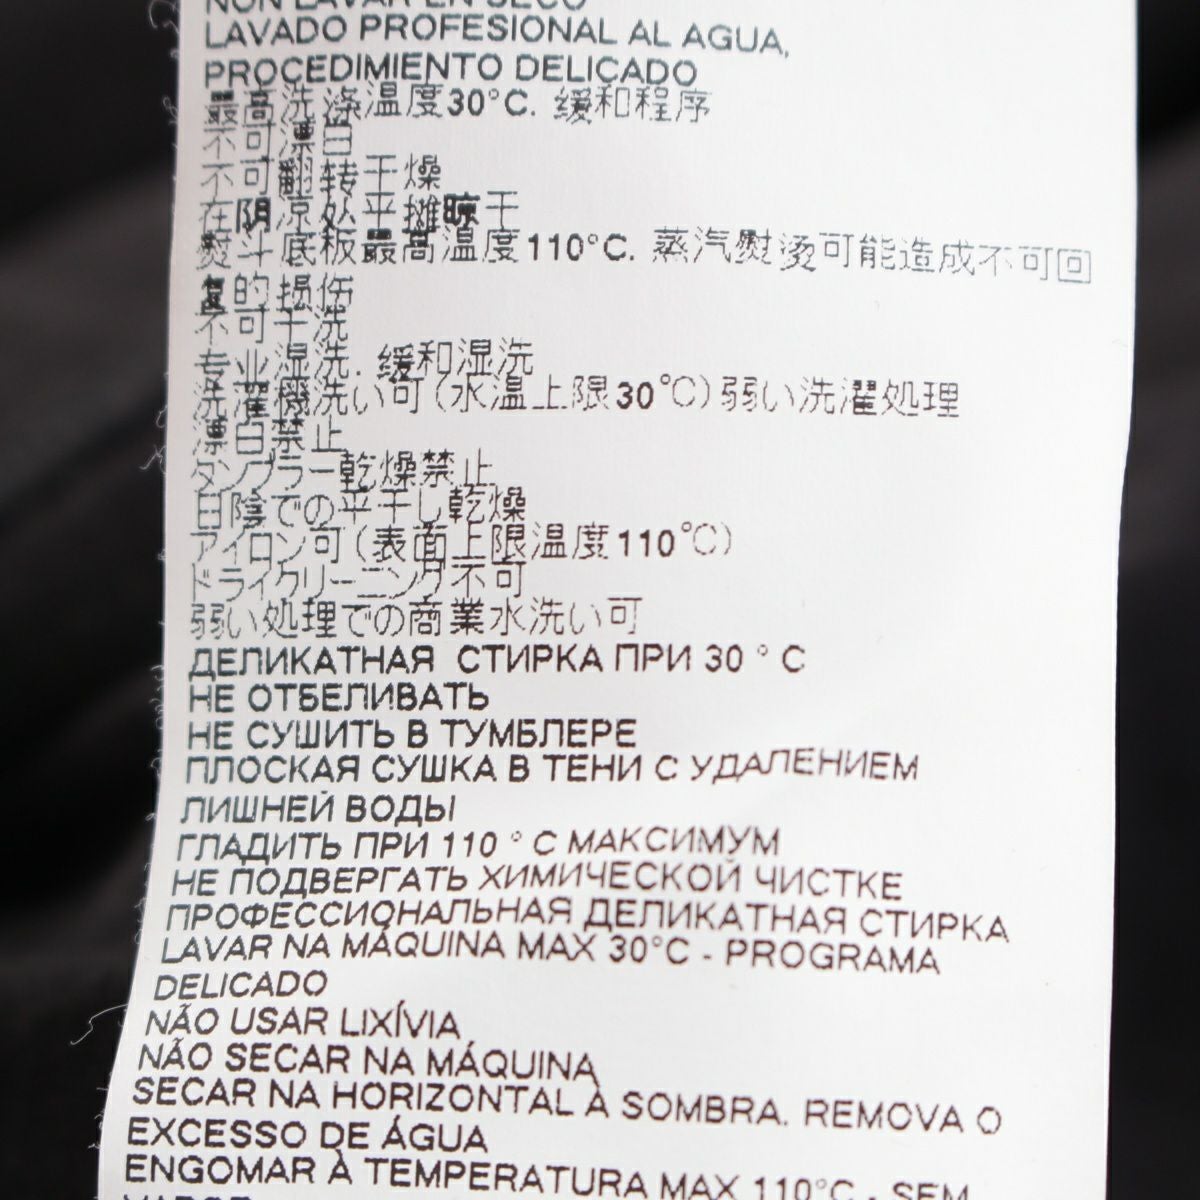 NON LAVAR EN SECO
LAVADO PROFESIONAL AL AGUA,
PROCEDIMIENTO DELICADO
最高洗涤温度30°C. 缓和程序
不可漂白
不可翻转干燥
在阴凉处平摊晾干
熨斗底板最高温度110°C. 蒸汽熨烫可能造成不可回
复的损伤
不可干洗
专业湿洗. 缓和湿洗
洗濯機洗い可(水温上限30℃)弱い洗濯処理
漂白禁止
タンブラー乾燥禁止
日陰での平干し乾燥
アイロン可(表面上限温度110℃)
ドライクリーニング不可
弱い処理での商業水洗い可
ДЕЛИКАТНАЯ СТИРКА ПРИ 30 ° C
НЕ ОТБЕЛИВАТЬ
НЕ СУШИТЬ В ТУМБЛЕРЕ
ПЛОСКАЯ СУШКА В ТЕНИ С УДАЛЕНИЕМ
ЛИШНЕЙ ВОДЫ
ГЛАДИТЬ ПРИ 110 ° C МАКСИМУМ
НЕ ПОДВЕРГАТЬ ХИМИЧЕСКОЙ ЧИСТКЕ
ПРОФЕССИОНАЛЬНАЯ ДЕЛИКАТНАЯ СТИРКА
LAVAR NA MÁQUINA MAX 30°C - PROGRAMA
DELICADO
NÃO USAR LIXÍVIA
NÃO SECAR NA MÁQUINA
SECAR NA HORIZONTAL À SOMBRA. REMOVA O
EXCESSO DE ÁGUA
ENGOMAR À TEMPERATURA MAX 110°C - SEM